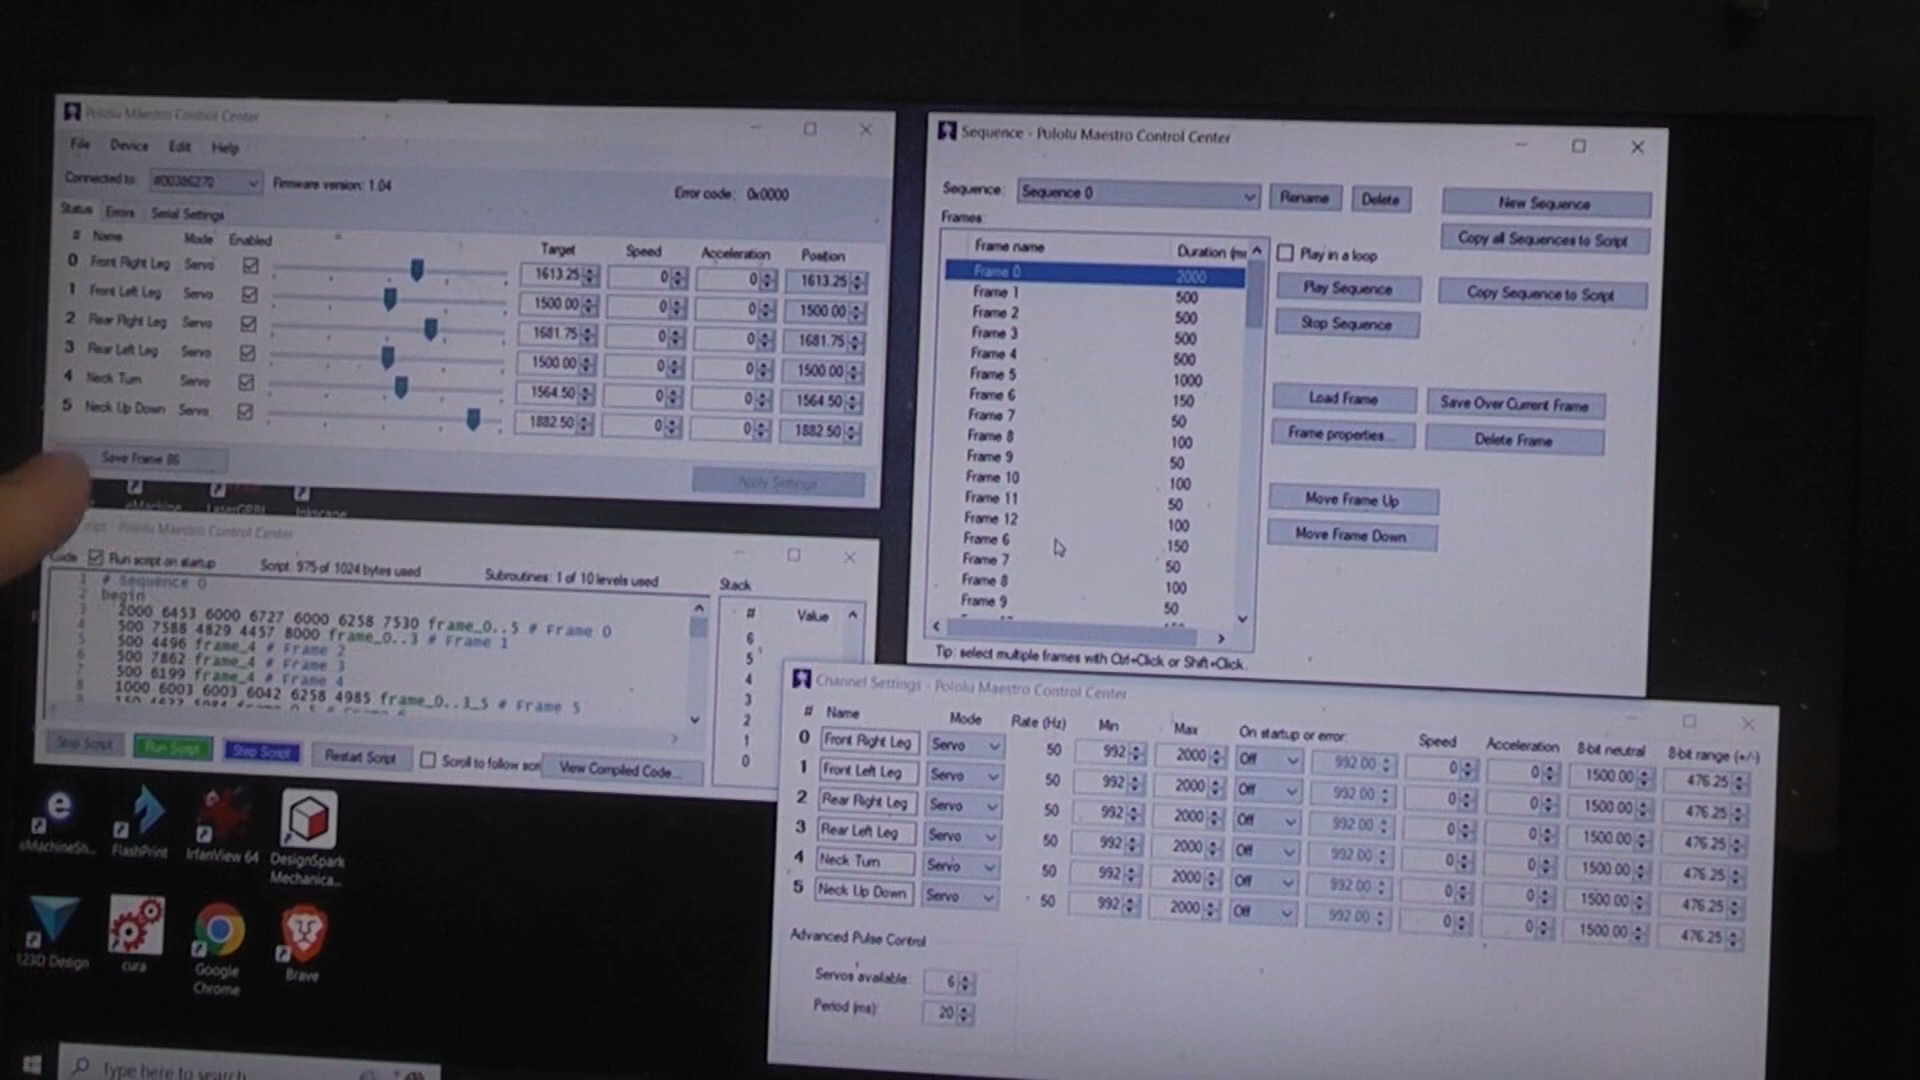 Pololu Maestro Control Center
File Device Edit Help
Connected to: #00386270 Firmware version: 1.04 Error code: 0x0000
Status Errors Serial Settings
# Name Mode Enabled Target Speed Acceleration Position
0 Front Right Leg Servo 1613.25 0 0 1613.25
1 Front Left Leg Servo 1500.00 0 0 1500.00
2 Rear Right Leg Servo 1681.75 0 0 1681.75
3 Rear Left Leg Servo 1500.00 0 0 1500.00
4 Neck Turn Servo 1564.50 0 0 1564.50
5 Neck Up Down Servo 1882.50 0 0 1882.50
Save Frame 86 Apply Settings
eMachine LaserGRBL Inkscape
Sequence - Pololu Maestro Control Center
Sequence: Sequence 0 Rename Delete New Sequence
Copy all Sequences to Script
Copy Sequence to Script
Frames:
Frame name Duration (ms
Frame 0 2000
Frame 1 500
Frame 2 500
Frame 3 500
Frame 4 500
Frame 5 1000
Frame 6 150
Frame 7 50
Frame 8 100
Frame 9 50
Frame 10 100
Frame 11 50
Frame 12 100
Frame 6 150
Frame 7 50
Frame 8 100
Frame 9 50
Play in a loop
Play Sequence
Stop Sequence
Load Frame Save Over Current Frame
Frame properties... Delete Frame
Move Frame Up
Move Frame Down
Tip: select multiple frames with Ctrl+Click or Shift+Click.
Pololu Maestro Control Center
Code Run script on startup Script: 975 of 1024 bytes used Subroutines: 1 of 10 levels used
1 # Sequence 0
2 begin
3 2000 6453 6000 6727 6000 6258 7530 frame_0..5 # Frame 0
4 500 7588 4829 4457 8000 frame_0..3 # Frame 1
5 500 4496 frame_4 # Frame 2
6 500 7862 frame_4 # Frame 3
7 500 6199 frame_4 # Frame 4
8 1000 6003 6003 6042 6258 4985 frame_0..3_5 # Frame 5
Stack
# Value
6
5
4
3
2
1
0
Stop Script Run Script Step Script Restart Script Scroll to follow scri View Compiled Code...
Channel Settings - Pololu Maestro Control Center
# Name Mode Rate (Hz) Min Max On startup or error: Speed Acceleration 8-bit neutral 8-bit range (+/-)
0 Front Right Leg Servo 50 992 2000 Off 992.00 0 0 1500.00 476.25
1 Front Left Leg Servo 50 992 2000 Off 992.00 0 0 1500.00 476.25
2 Rear Right Leg Servo 50 992 2000 Off 992.00 0 0 1500.00 476.25
3 Rear Left Leg Servo 50 992 2000 Off 992.00 0 0 1500.00 476.25
4 Neck Turn Servo 50 992 2000 Off 992.00 0 0 1500.00 476.25
5 Neck Up Down Servo 50 992 2000 Off 992.00 0 0 1500.00 476.25
Advanced Pulse Control
Servos available: 6
Period (ms): 20
eMachineSh... FlashPrint IrfanView 64 DesignSpark
Mechanica...
123D Design cura Google
Chrome Brave
Type here to search